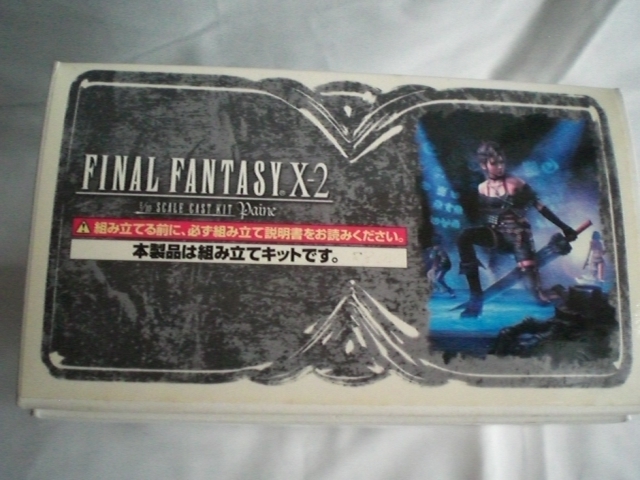 FINAL FANTASY X-2
SCALE CAST KIT Paine
組み立てる前に、必ず組み立て説明書をお読みください。
本製品は組み立てキットです。